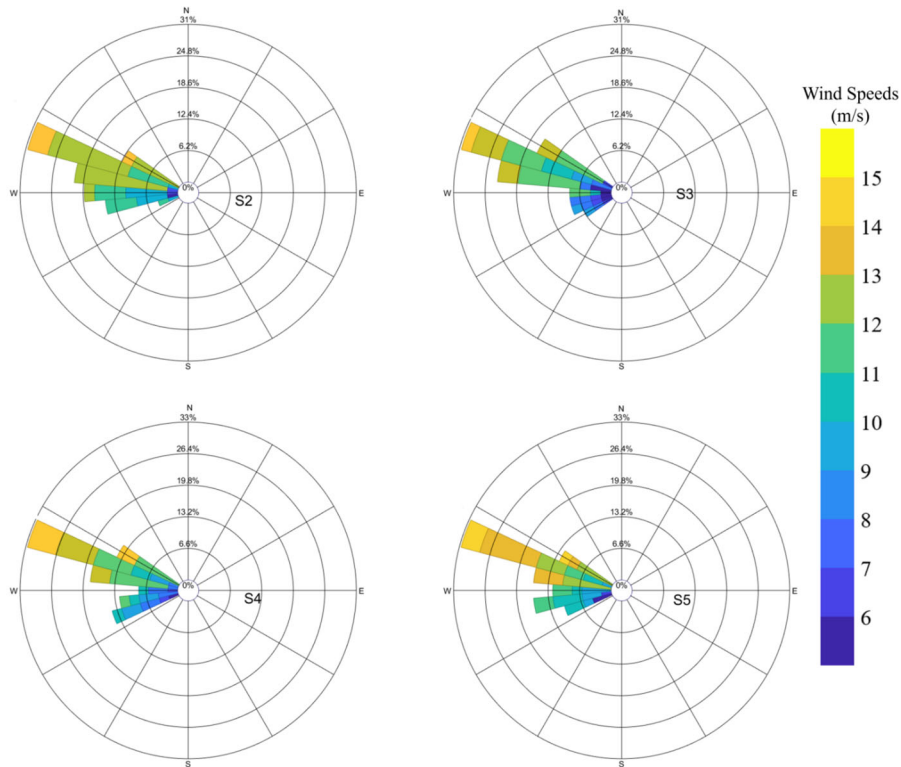 N
31%
24.8%
18.6%
12.4%
6.2%
0%
W
E
S2
S
N
31%
24.8%
18.6%
12.4%
6.2%
0%
W
E
S3
S
Wind Speeds
(m/s)
15
14
13
12
11
10
9
8
7
6
N
33%
26.4%
19.8%
13.2%
6.6%
0%
W
E
S4
S
N
33%
26.4%
19.8%
13.2%
6.6%
0%
W
E
S5
S